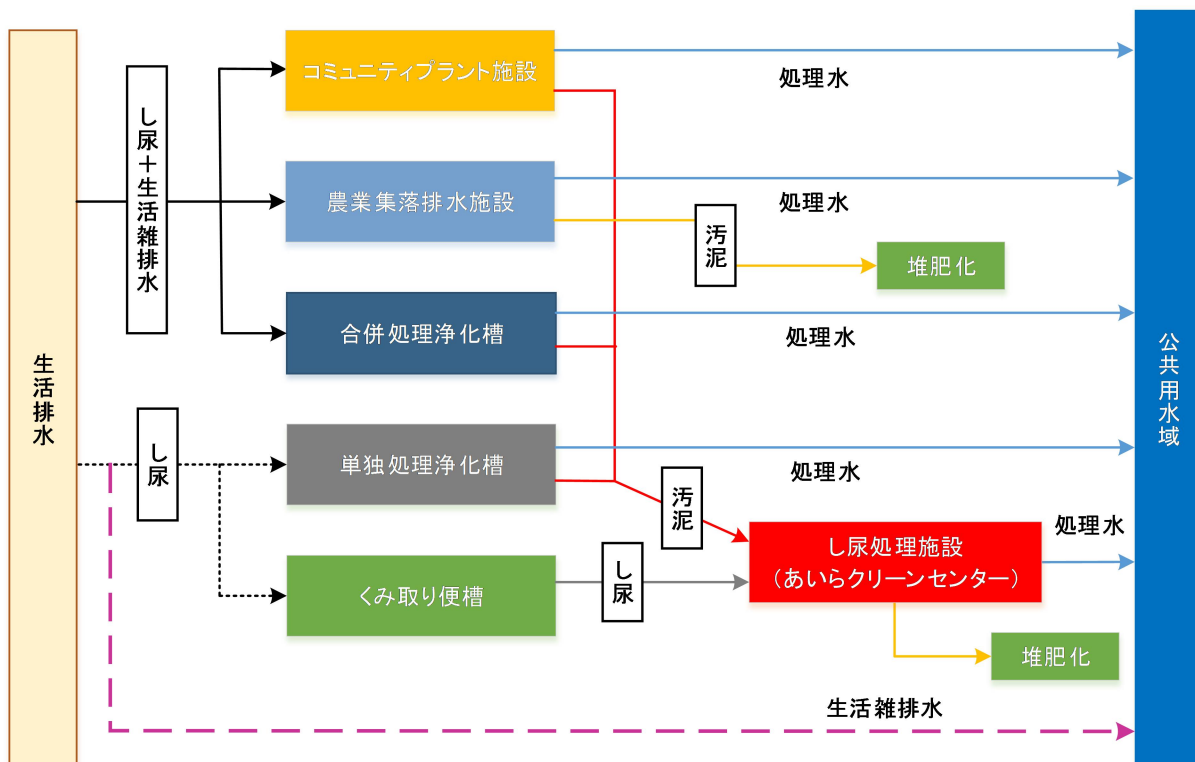 生活排水
し尿+生活雑排水
コミュニティプラント施設
処理水
農業集落排水施設
処理水
汚泥
堆肥化
合併処理浄化槽
処理水
し尿
単独処理浄化槽
処理水
汚泥
くみ取り便槽
し尿
し尿処理施設
（あいらクリーンセンター）
処理水
堆肥化
生活雑排水
公共用水域